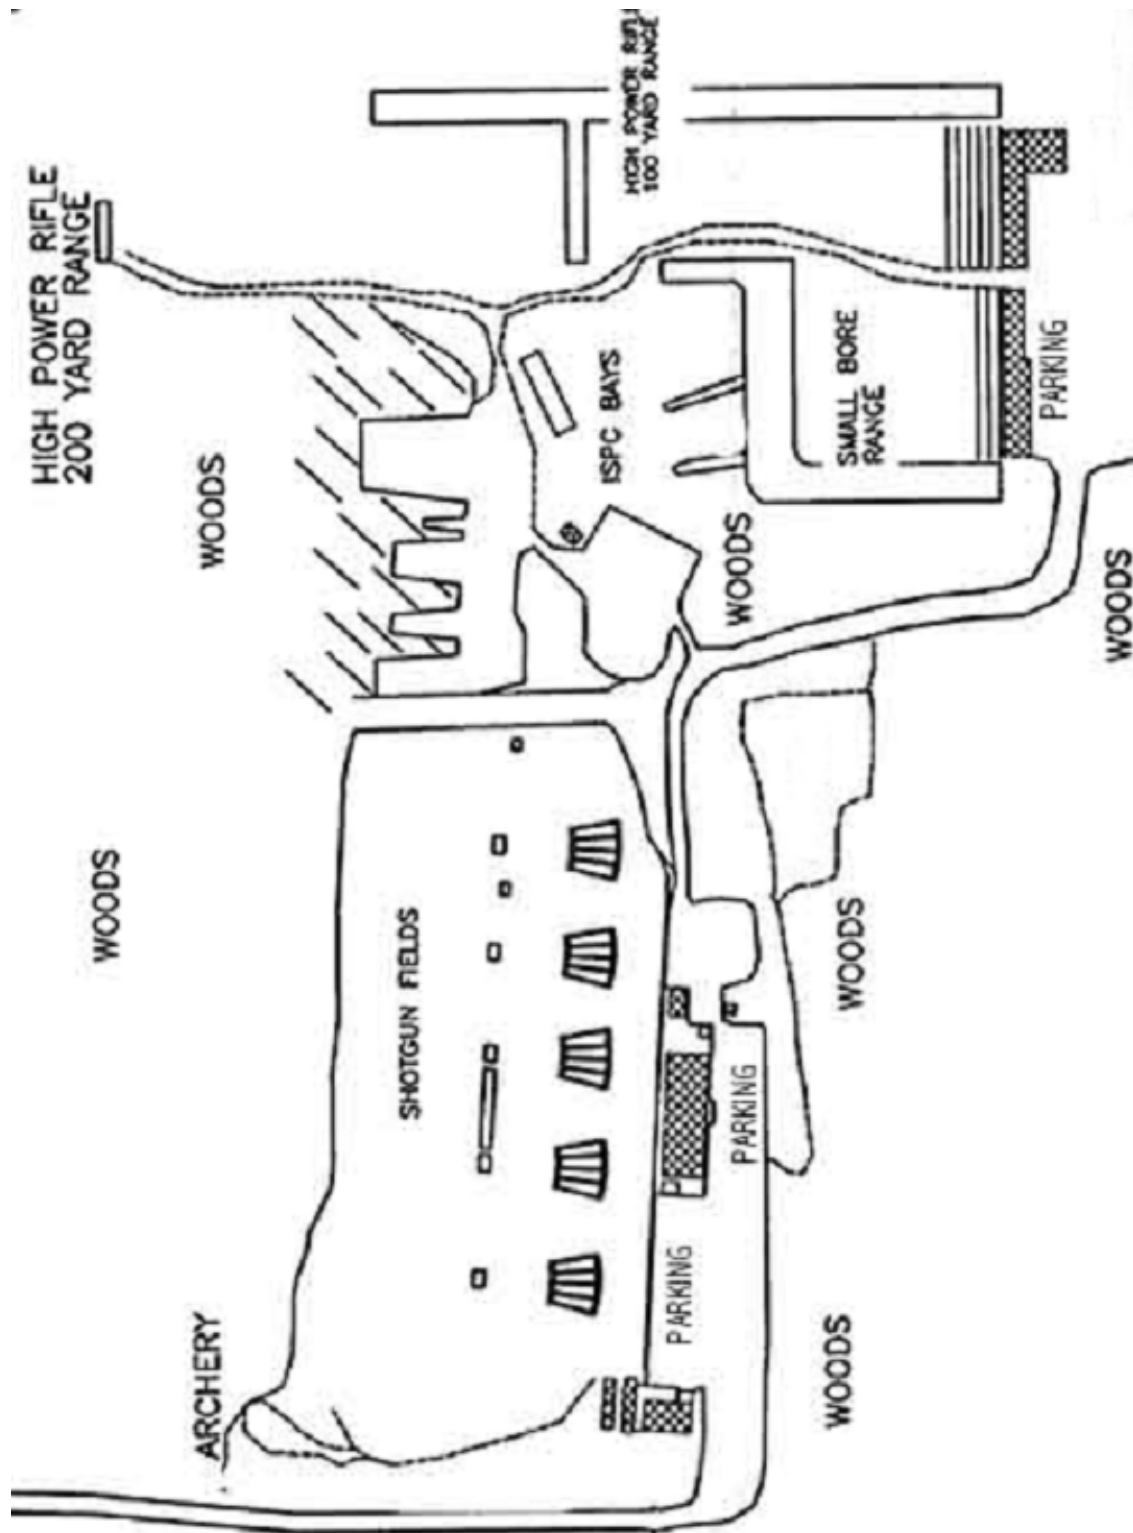 HIGH POWER RIFLE
200 YARD RANGE
HIGH POWER RIFLE
100 YARD RANGE
WOODS
ISPC BAYS
SMALL BORE
RANGE
PARKING
WOODS
WOODS
WOODS
SHOTGUN FIELDS
WOODS
PARKING
PARKING
ARCHERY
WOODS